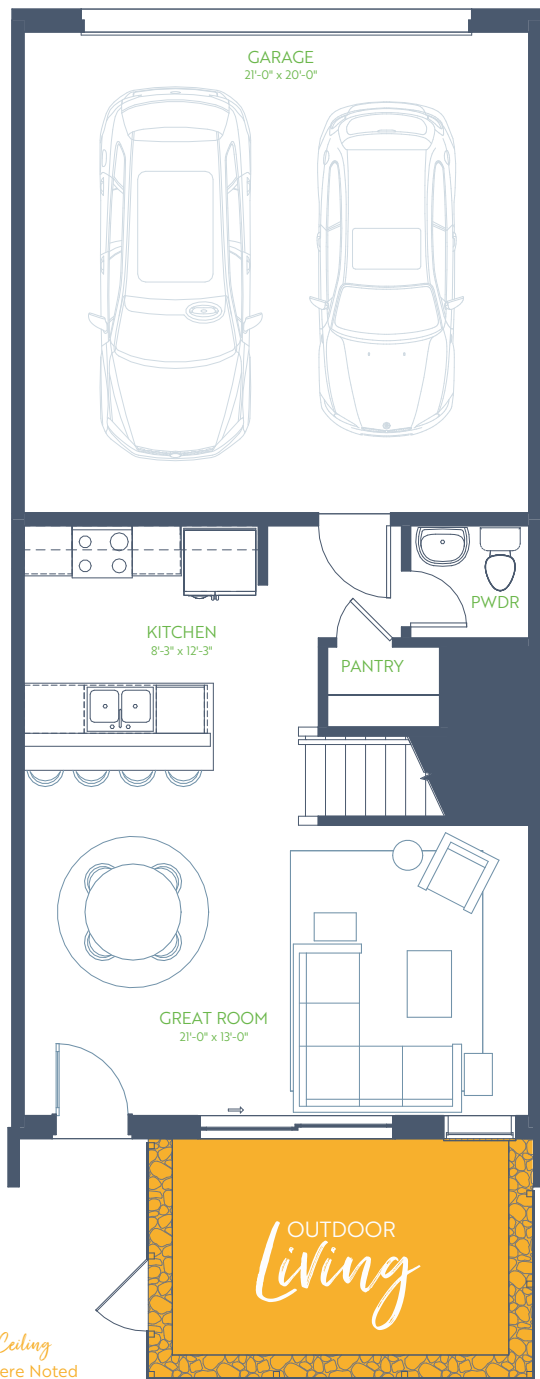 GARAGE
21'-0" x 20'-0"
PWDR
KITCHEN
8'-3" x 12'-3"
PANTRY
GREAT ROOM
21'-0" x 13'-0"
OUTDOOR
Living
Ceiling
ere Noted